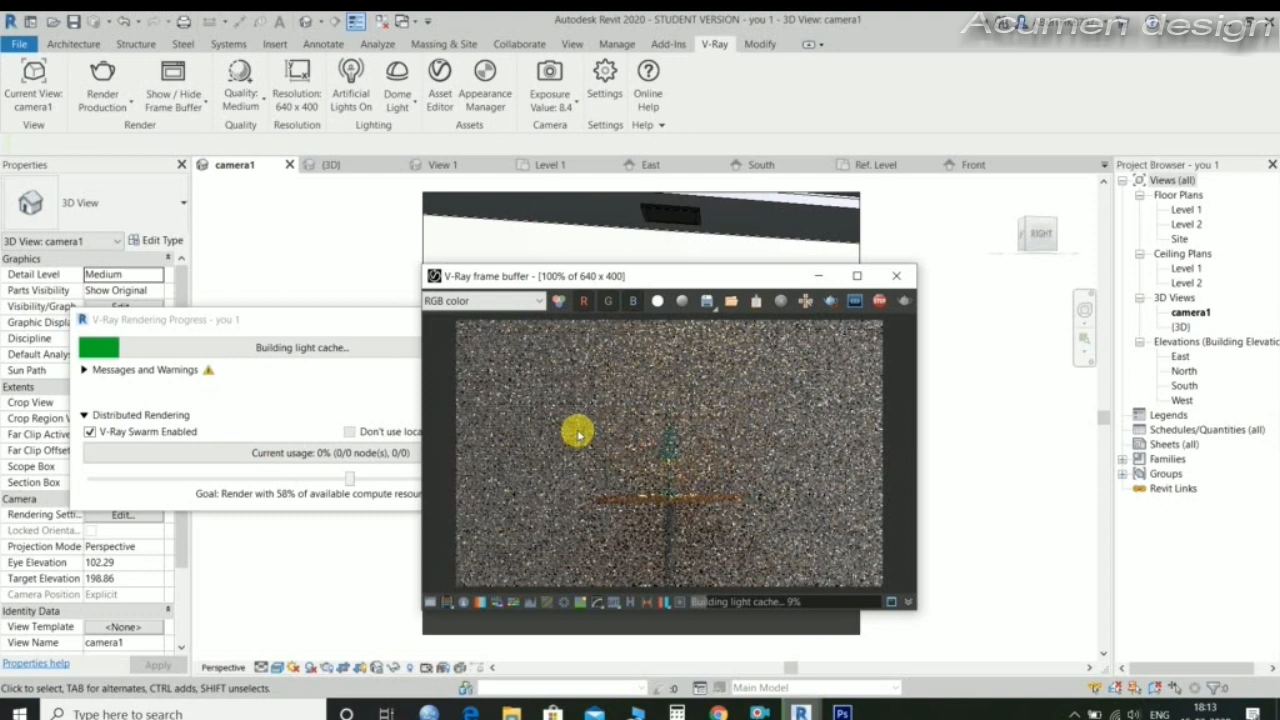 Autodesk Revit 2020 - STUDENT VERSION - you 1 - 3D View: camera1
Acumen design
File Architecture Structure Steel Systems Insert Annotate Analyze Massing & Site Collaborate View Manage Add-Ins V-Ray Modify
Current View: camera1
Render Production
Show / Hide Frame Buffer
Quality: Medium
Resolution: 640 x 400
Artificial Lights On
Dome Light
Asset Editor
Appearance Manager
Exposure Value: 8.4
Settings
Online Help
View Render Quality Resolution Lighting Assets Camera Settings Help
Properties
camera1 {3D} View 1 Level 1 East South Ref. Level Front
Project Browser - you 1
3D View
3D View: camera1 Edit Type
Graphics
Detail Level Medium
Parts Visibility Show Original
Visibility/Graph Edit
Graphic Displa
Discipline
Default Analys
Sun Path
Extents
Crop View
Crop Region V
Far Clip Active
Far Clip Offset
Scope Box
Section Box
Camera
Rendering Setti... Edit...
Locked Orienta...
Projection Mode Perspective
Eye Elevation 102.29
Target Elevation 198.86
Camera Position Explicit
Identity Data
View Template <None>
View Name camera1
Properties help Apply
V-Ray Rendering Progress - you 1
Building light cache...
Messages and Warnings
Distributed Rendering
V-Ray Swarm Enabled Don't use loca
Current usage: 0% (0/0 node(s), 0/0)
Goal: Render with 58% of available compute resour
V-Ray frame buffer - [100% of 640 x 400]
RGB color R G B
Building light cache... 9%
RIGHT
Views (all)
Floor Plans
Level 1
Level 2
Site
Ceiling Plans
Level 1
Level 2
3D Views
camera1
{3D}
Elevations (Building Elevatic
East
North
South
West
Legends
Schedules/Quantities (all)
Sheets (all)
Families
Groups
Revit Links
Perspective
Click to select, TAB for alternates, CTRL adds, SHIFT unselects.
:0 Main Model :0
Type here to search
ENG
18:13